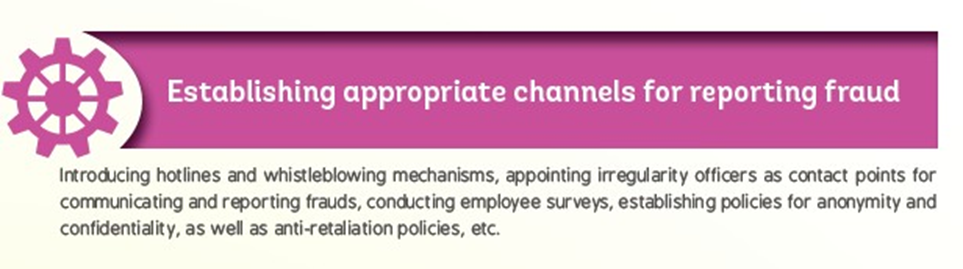 Establishing appropriate channels for reporting fraud
Introducing hotlines and whistleblowing mechanisms, appointing irregularity officers as contact points for
communicating and reporting frauds, conducting employee surveys, establishing policies for anonymity and
confidentiality, as well as anti-retaliation policies, etc.